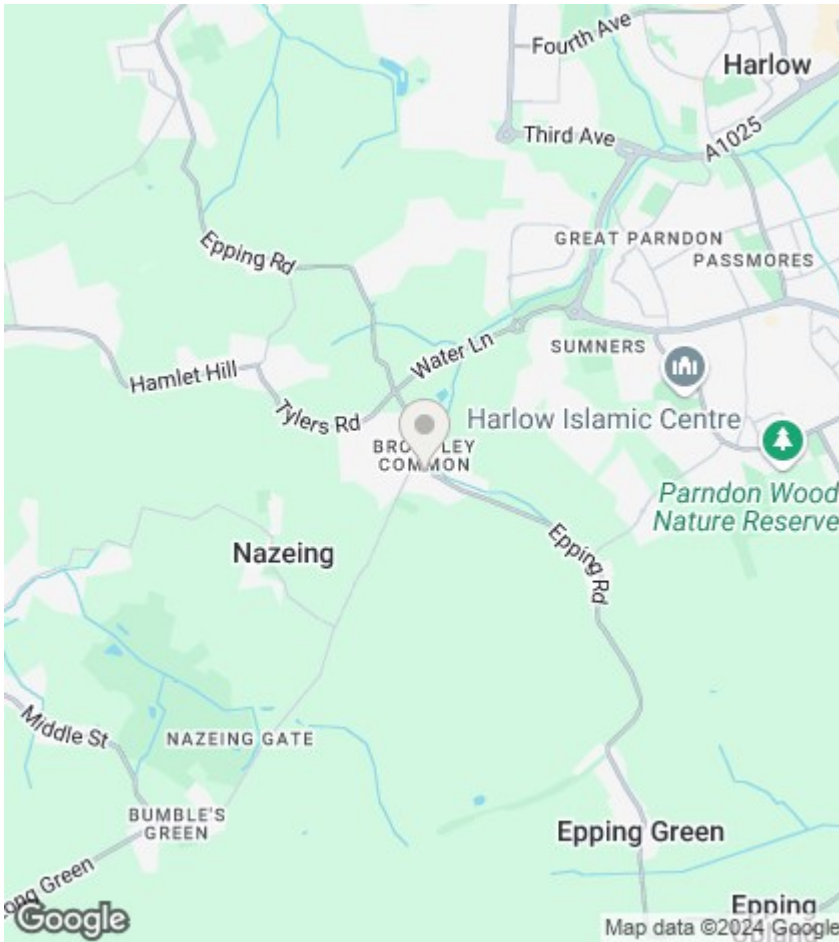 Fourth Ave
Harlow
Third Ave
A1025
GREAT PARNDON
PASSMORES
Epping Rd
Water Ln
SUMNERS
Hamlet Hill
Tylers Rd
Harlow Islamic Centre
COMMON
Parndon Wood
Nature Reserve
Nazeing
Epping Rd
Middle St
NAZEING GATE
BUMBLE'S
GREEN
Epping Green
Long Green
Epping
Google
Map data ©2024 Google